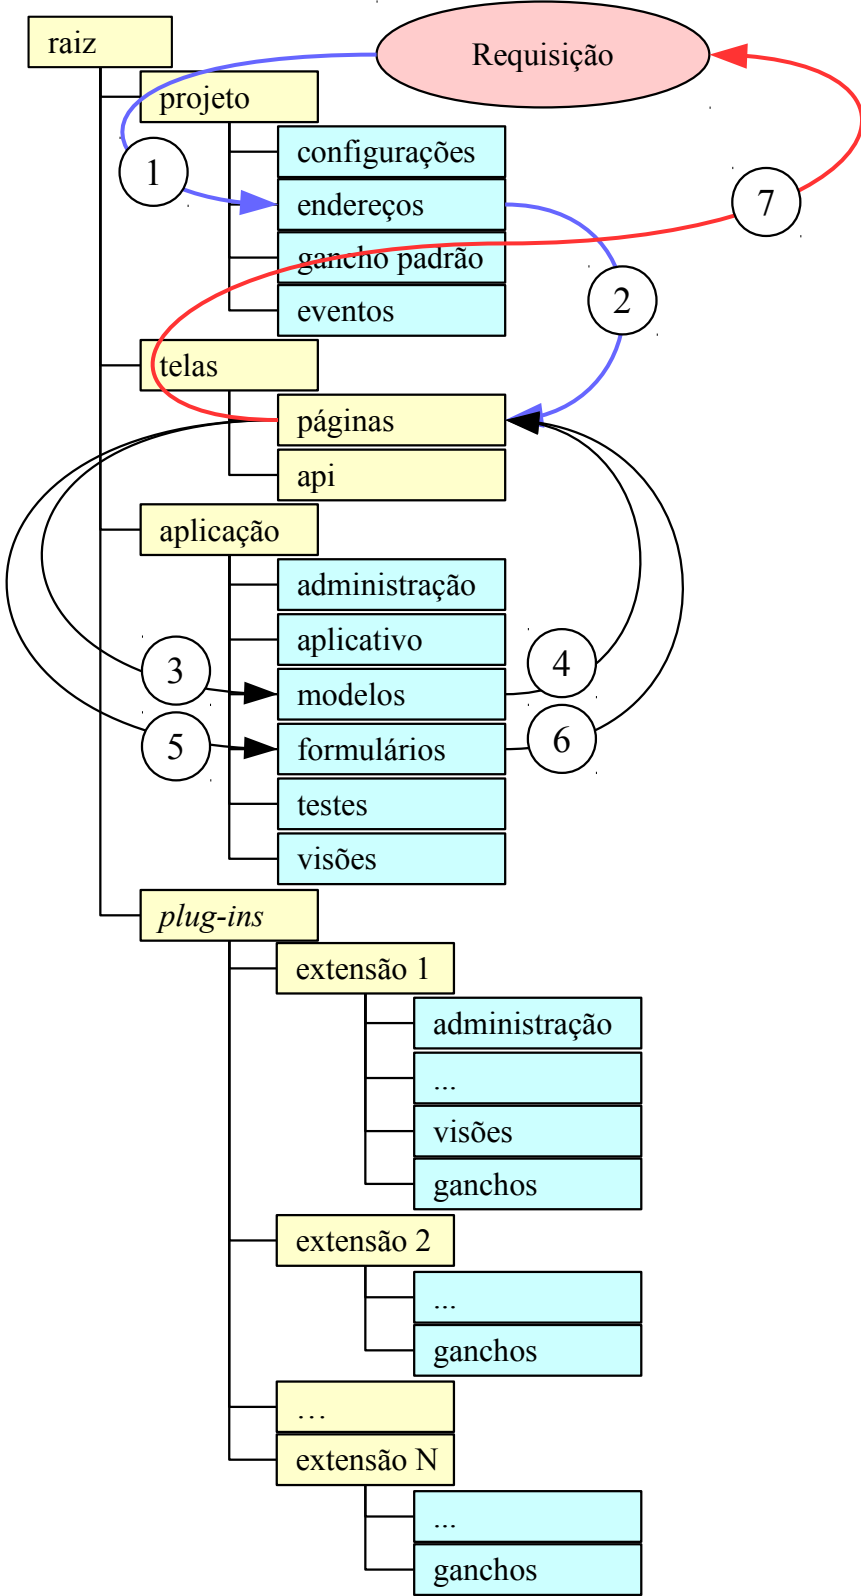 raiz
Requisição
projeto
configurações
1
endereços
7
gancho padrão
2
eventos
telas
páginas
api
aplicação
administração
aplicativo
3
modelos
4
5
formulários
6
testes
visões
plug-ins
extensão 1
administração
...
visões
ganchos
extensão 2
...
ganchos
...
extensão N
...
ganchos